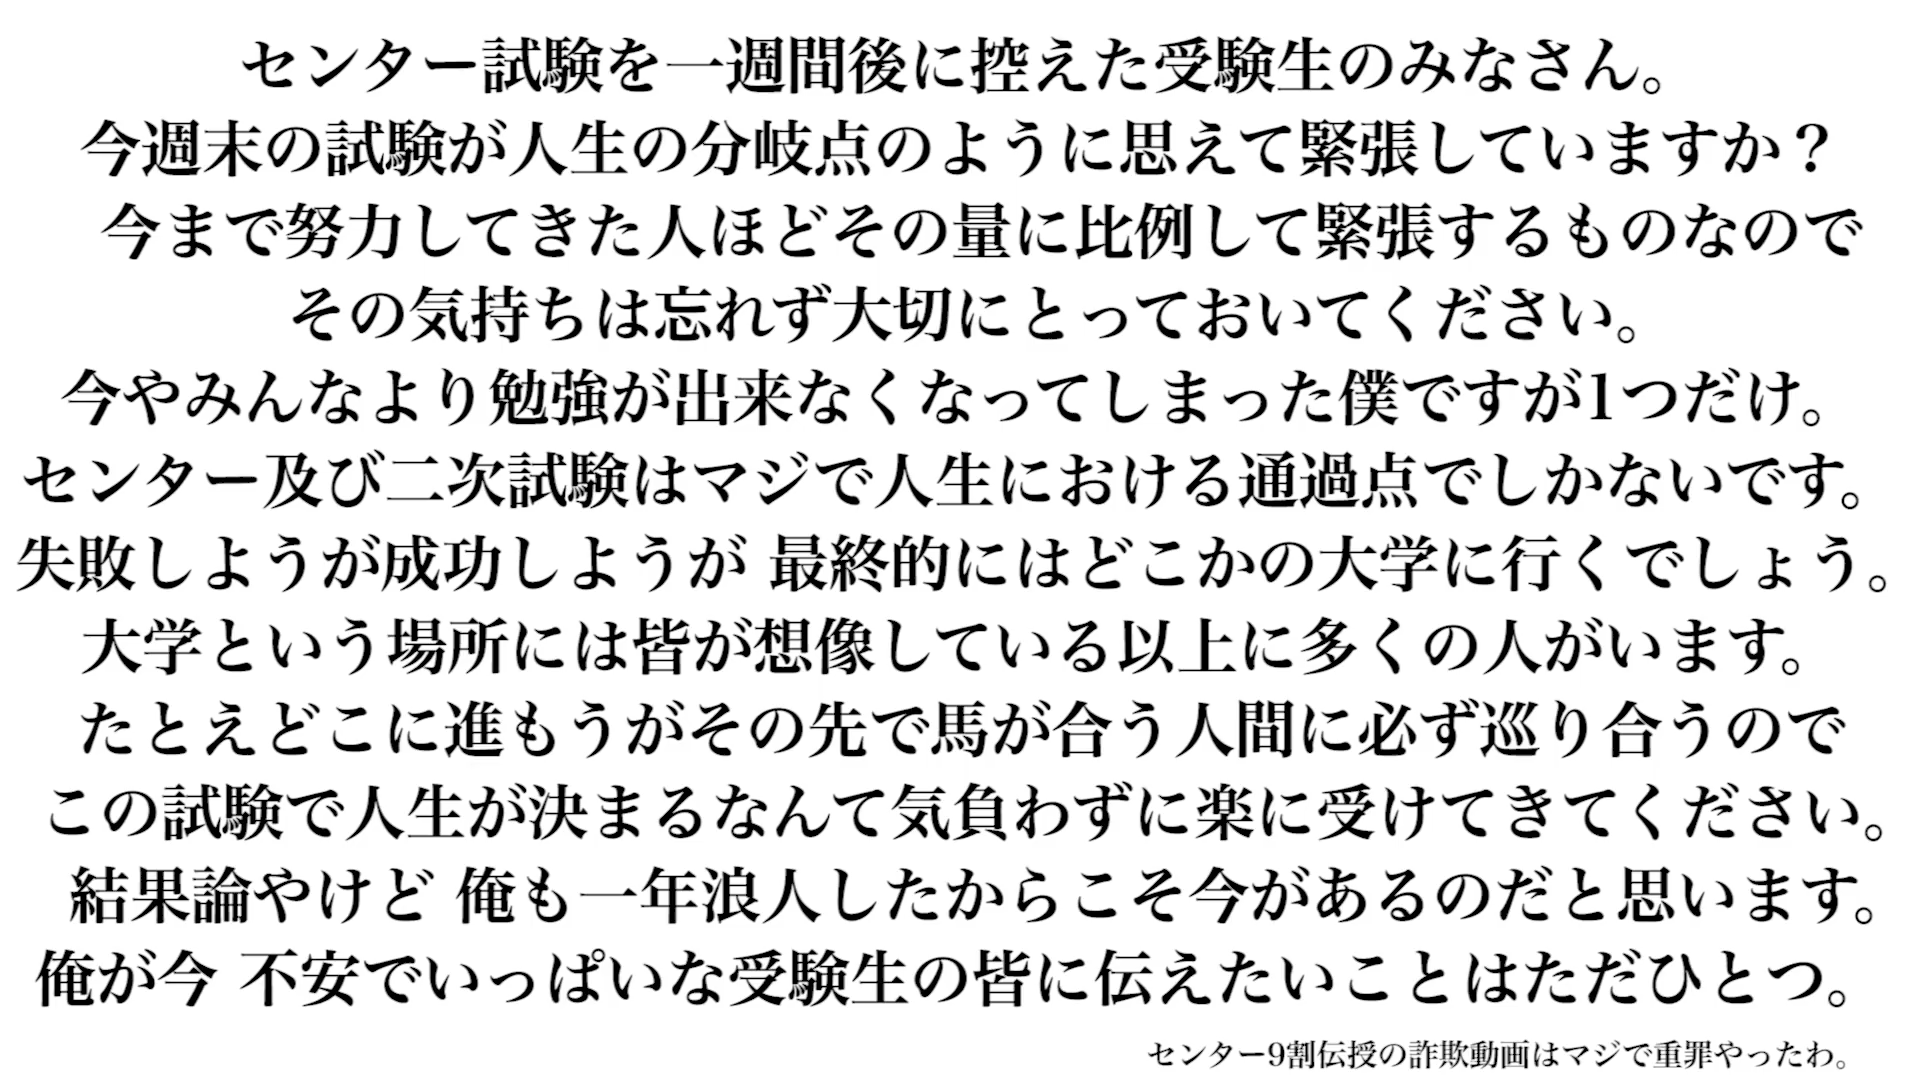 センター試験を一週間後に控えた受験生のみなさん。
今週末の試験が人生の分岐点のように思えて緊張していますか？
今まで努力してきた人ほどその量に比例して緊張するものなので
その気持ちは忘れず大切にとっておいてください。
今やみんなより勉強が出来なくなってしまった僕ですが1つだけ。
センター及び二次試験はマジで人生における通過点でしかないです。
失敗しようが成功しようが 最終的にはどこかの大学に行くでしょう。
大学という場所には皆が想像している以上に多くの人がいます。
たとえどこに進もうがその先で馬が合う人間に必ず巡り合うので
この試験で人生が決まるなんて気負わずに楽に受けてきてください。
結果論やけど 俺も一年浪人したからこそ今があるのだと思います。
俺が今 不安でいっぱいな受験生の皆に伝えたいことはただひとつ。
センター9割伝授の詐欺動画はマジで重罪やったわ。